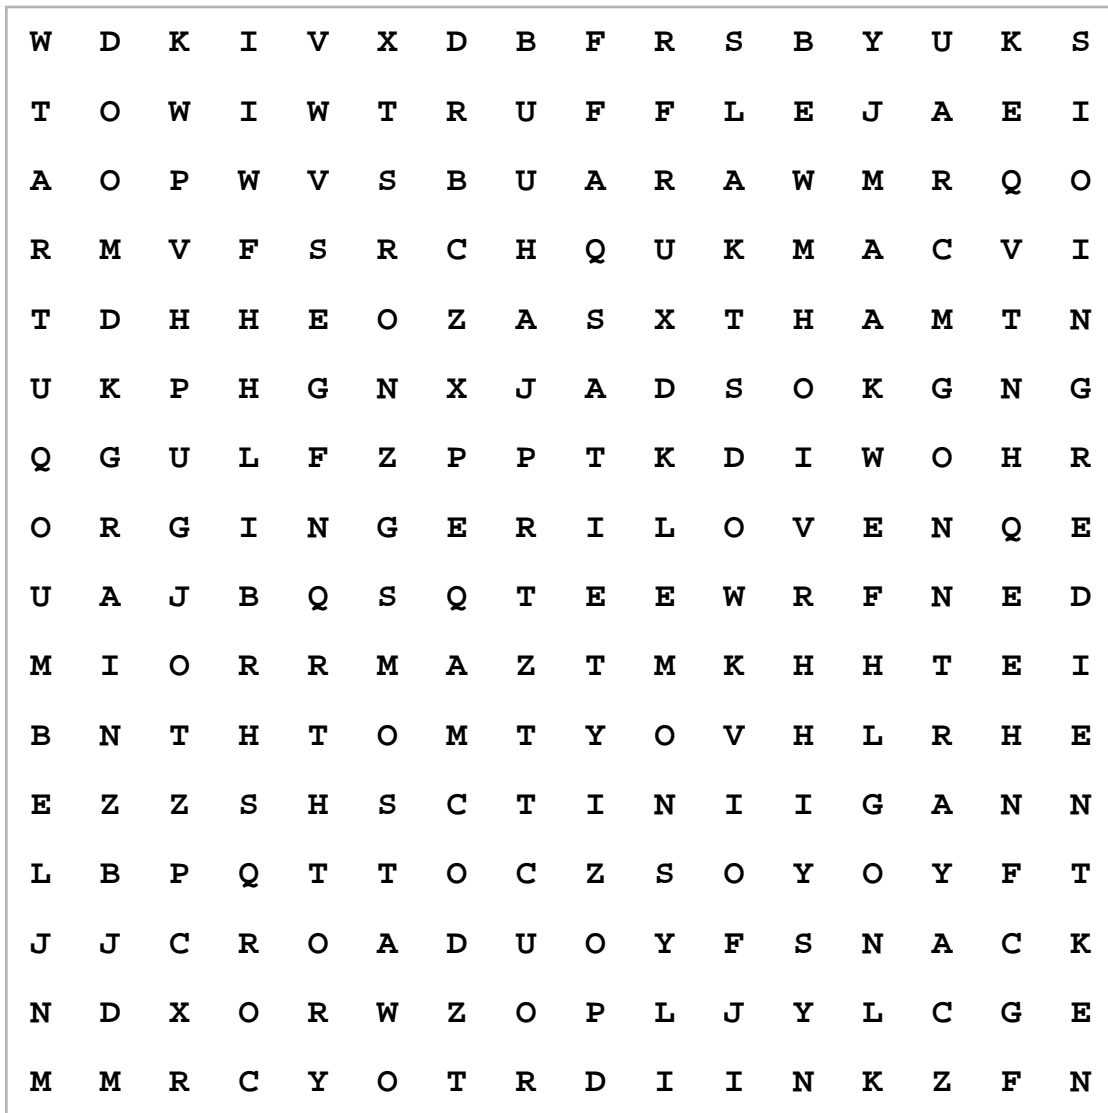 W D K I V X D B F R S B Y U K S
T O W I W T R U F F L E J A E I
A O P W V S B U A R A W M R Q O
R M V F S R C H Q U K M A C V I
T D H H E O Z A S X T H A M T N
U K P H G N X J A D S O K G N G
Q G U L F Z P P T K D I W O H R
O R G I N G E R I L O V E N Q E
U A J B Q S Q T E E W R F N E D
M I O R R M A Z T M K H H T E I
B N T H T O M T Y O V H L R H E
E Z Z S H S C T I N I I G A N N
L B P Q T T O C Z S O Y O Y F T
J J C R O A D U O Y F S N A C K
N D X O R W Z O P L J Y L C G E
M M R C Y O T R D I I N K Z F N